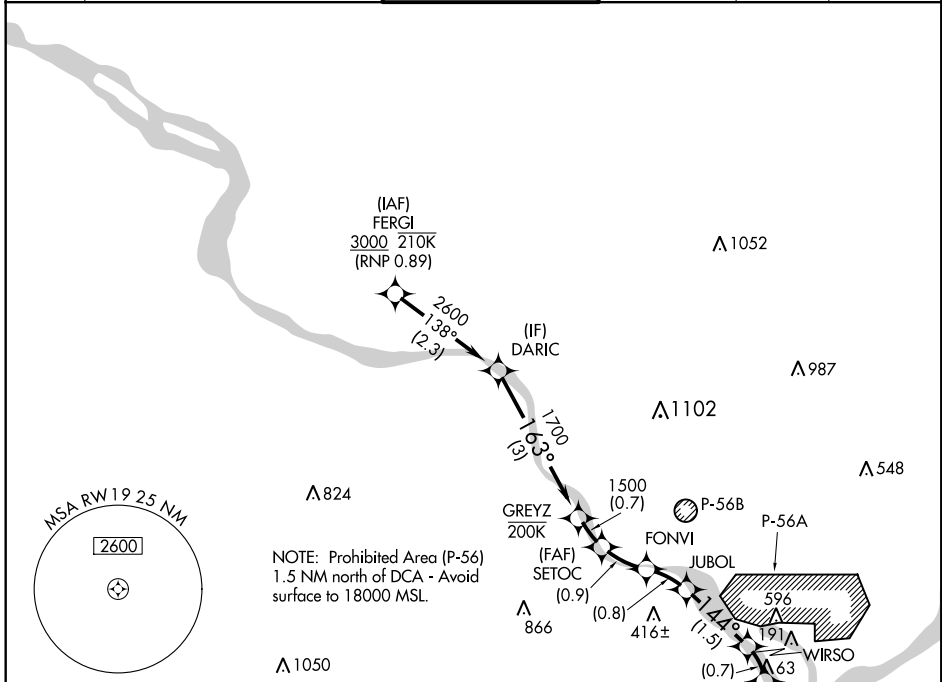 (IAF)
FERGI
3000 210K
(RNP 0.89)
1052
2600
138°
(2.3)
(IF)
DARIC
987
1102
1700
163°
(3)
548
824
MSA RW19 25 NM
2600
1500
(0.7)
GREYZ
200K
P-56B
P-56A
NOTE: Prohibited Area (P-56)
1.5 NM north of DCA - Avoid
surface to 18000 MSL.
(FAF)
SETOC
(0.9)
FONVI
JUBOL
(0.8)
866
416±
144°
(1.5)
596
191
WIRSO
1050
(0.7)
63